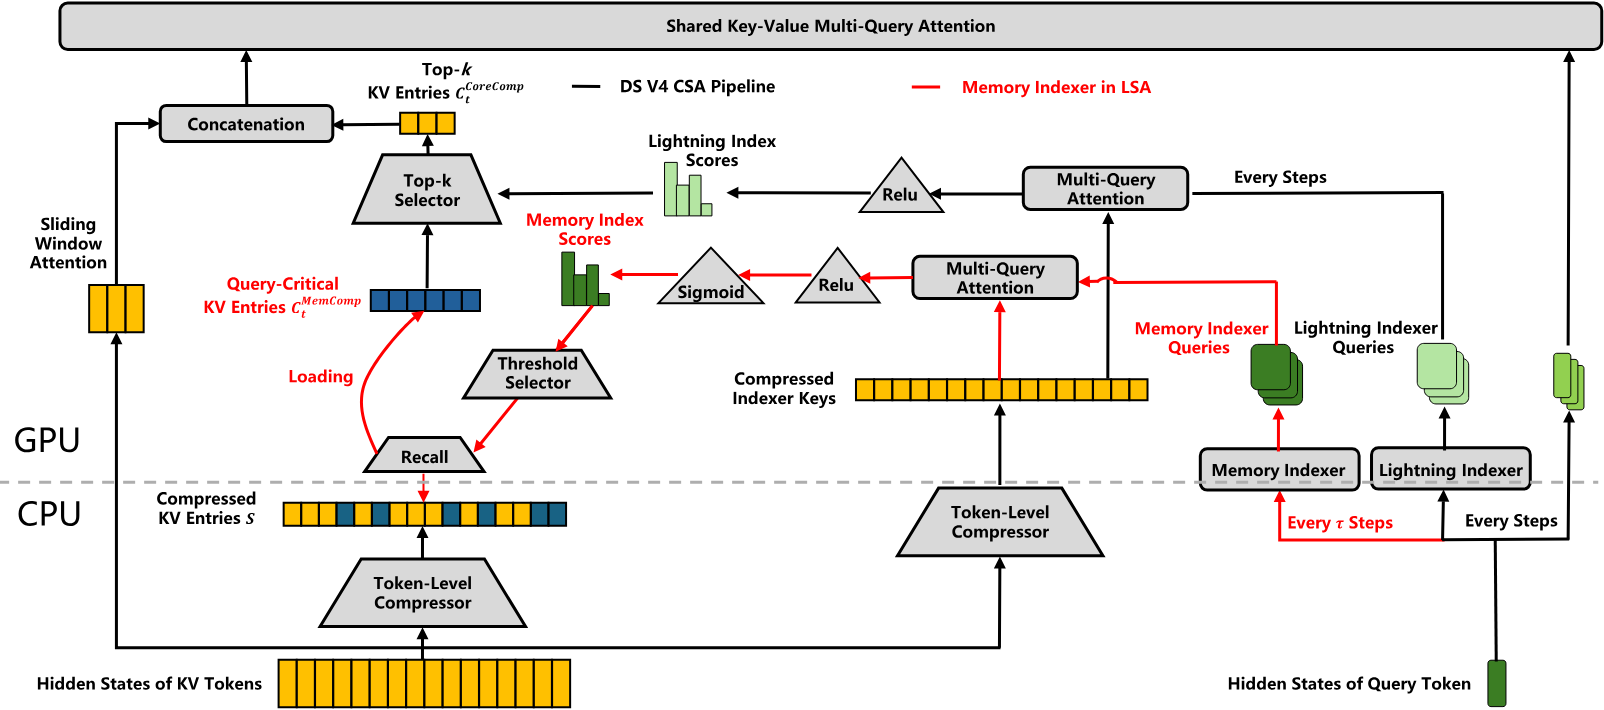 Shared Key-Value Multi-Query Attention
Top-k
KV Entries C_t^{CoreComp}
DS V4 CSA Pipeline
Memory Indexer in LSA
Concatenation
Lightning Index
Scores
Top-k
Selector
Relu
Multi-Query
Attention
Every Steps
Sliding
Window
Attention
Memory Index
Scores
Query-Critical
KV Entries C_t^{MemComp}
Sigmoid
Relu
Multi-Query
Attention
Memory Indexer
Queries
Lightning Indexer
Queries
Loading
Threshold
Selector
Compressed
Indexer Keys
GPU
Recall
Memory Indexer
Lightning Indexer
CPU
Compressed
KV Entries S
Token-Level
Compressor
Every τ Steps
Every Steps
Token-Level
Compressor
Hidden States of KV Tokens
Hidden States of Query Token